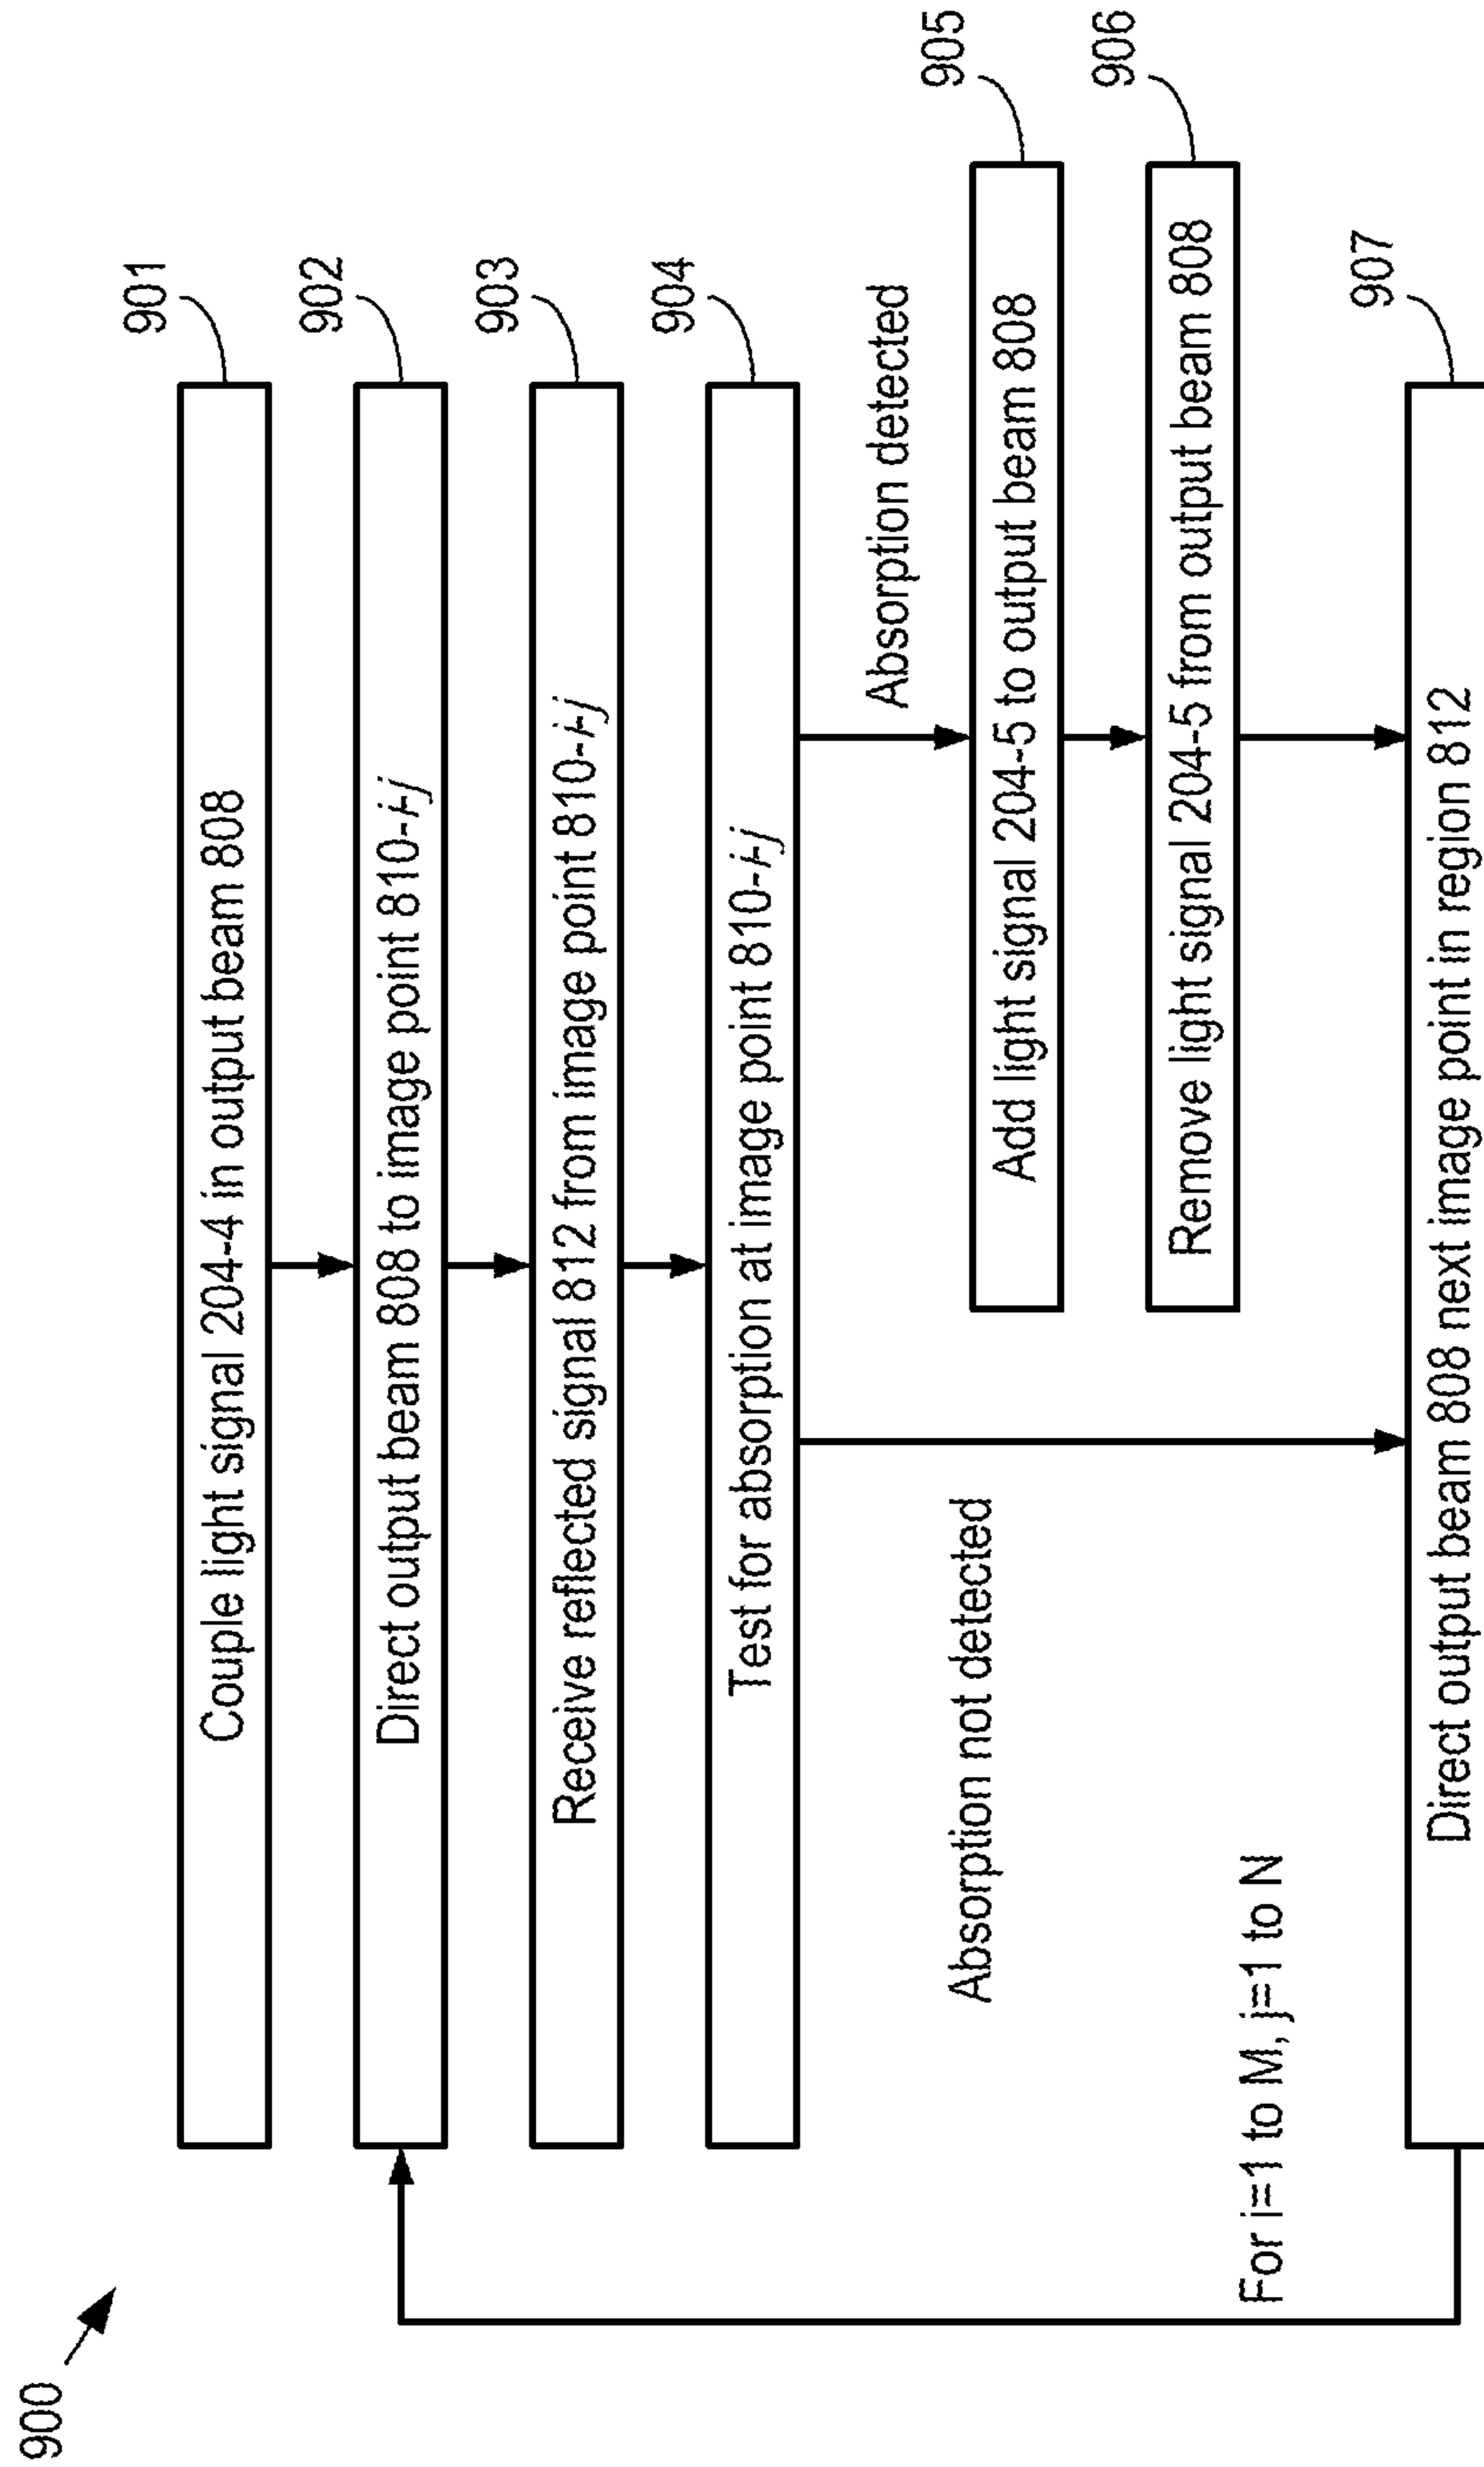 900
901
Couple light signal 204-4 in output beam 808
902
Direct output beam 808 to image point 810-i-j
903
Receive reflected signal 812 from image point 810-i-j
904
Test for absorption at image point 810-i-j
Absorption detected
Absorption not detected
905
Add light signal 204-5 to output beam 808
906
Remove light signal 204-5 from output beam 808
For i=1 to M, j=1 to N
907
Direct output beam 808 next image point in region 812